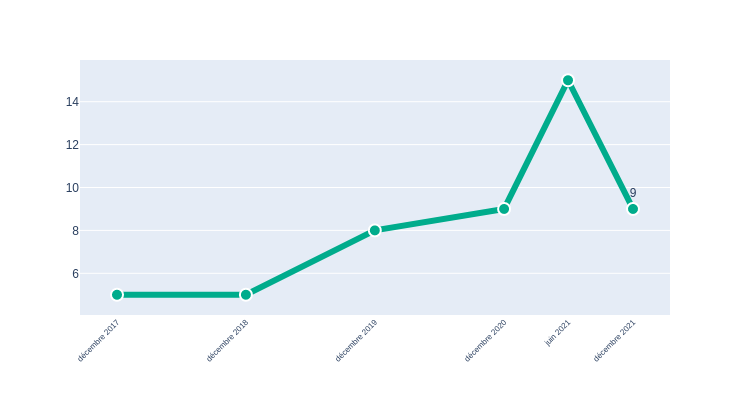 14
12
10
8
6
9
décembre 2017
décembre 2018
décembre 2019
décembre 2020
juin 2021
décembre 2021